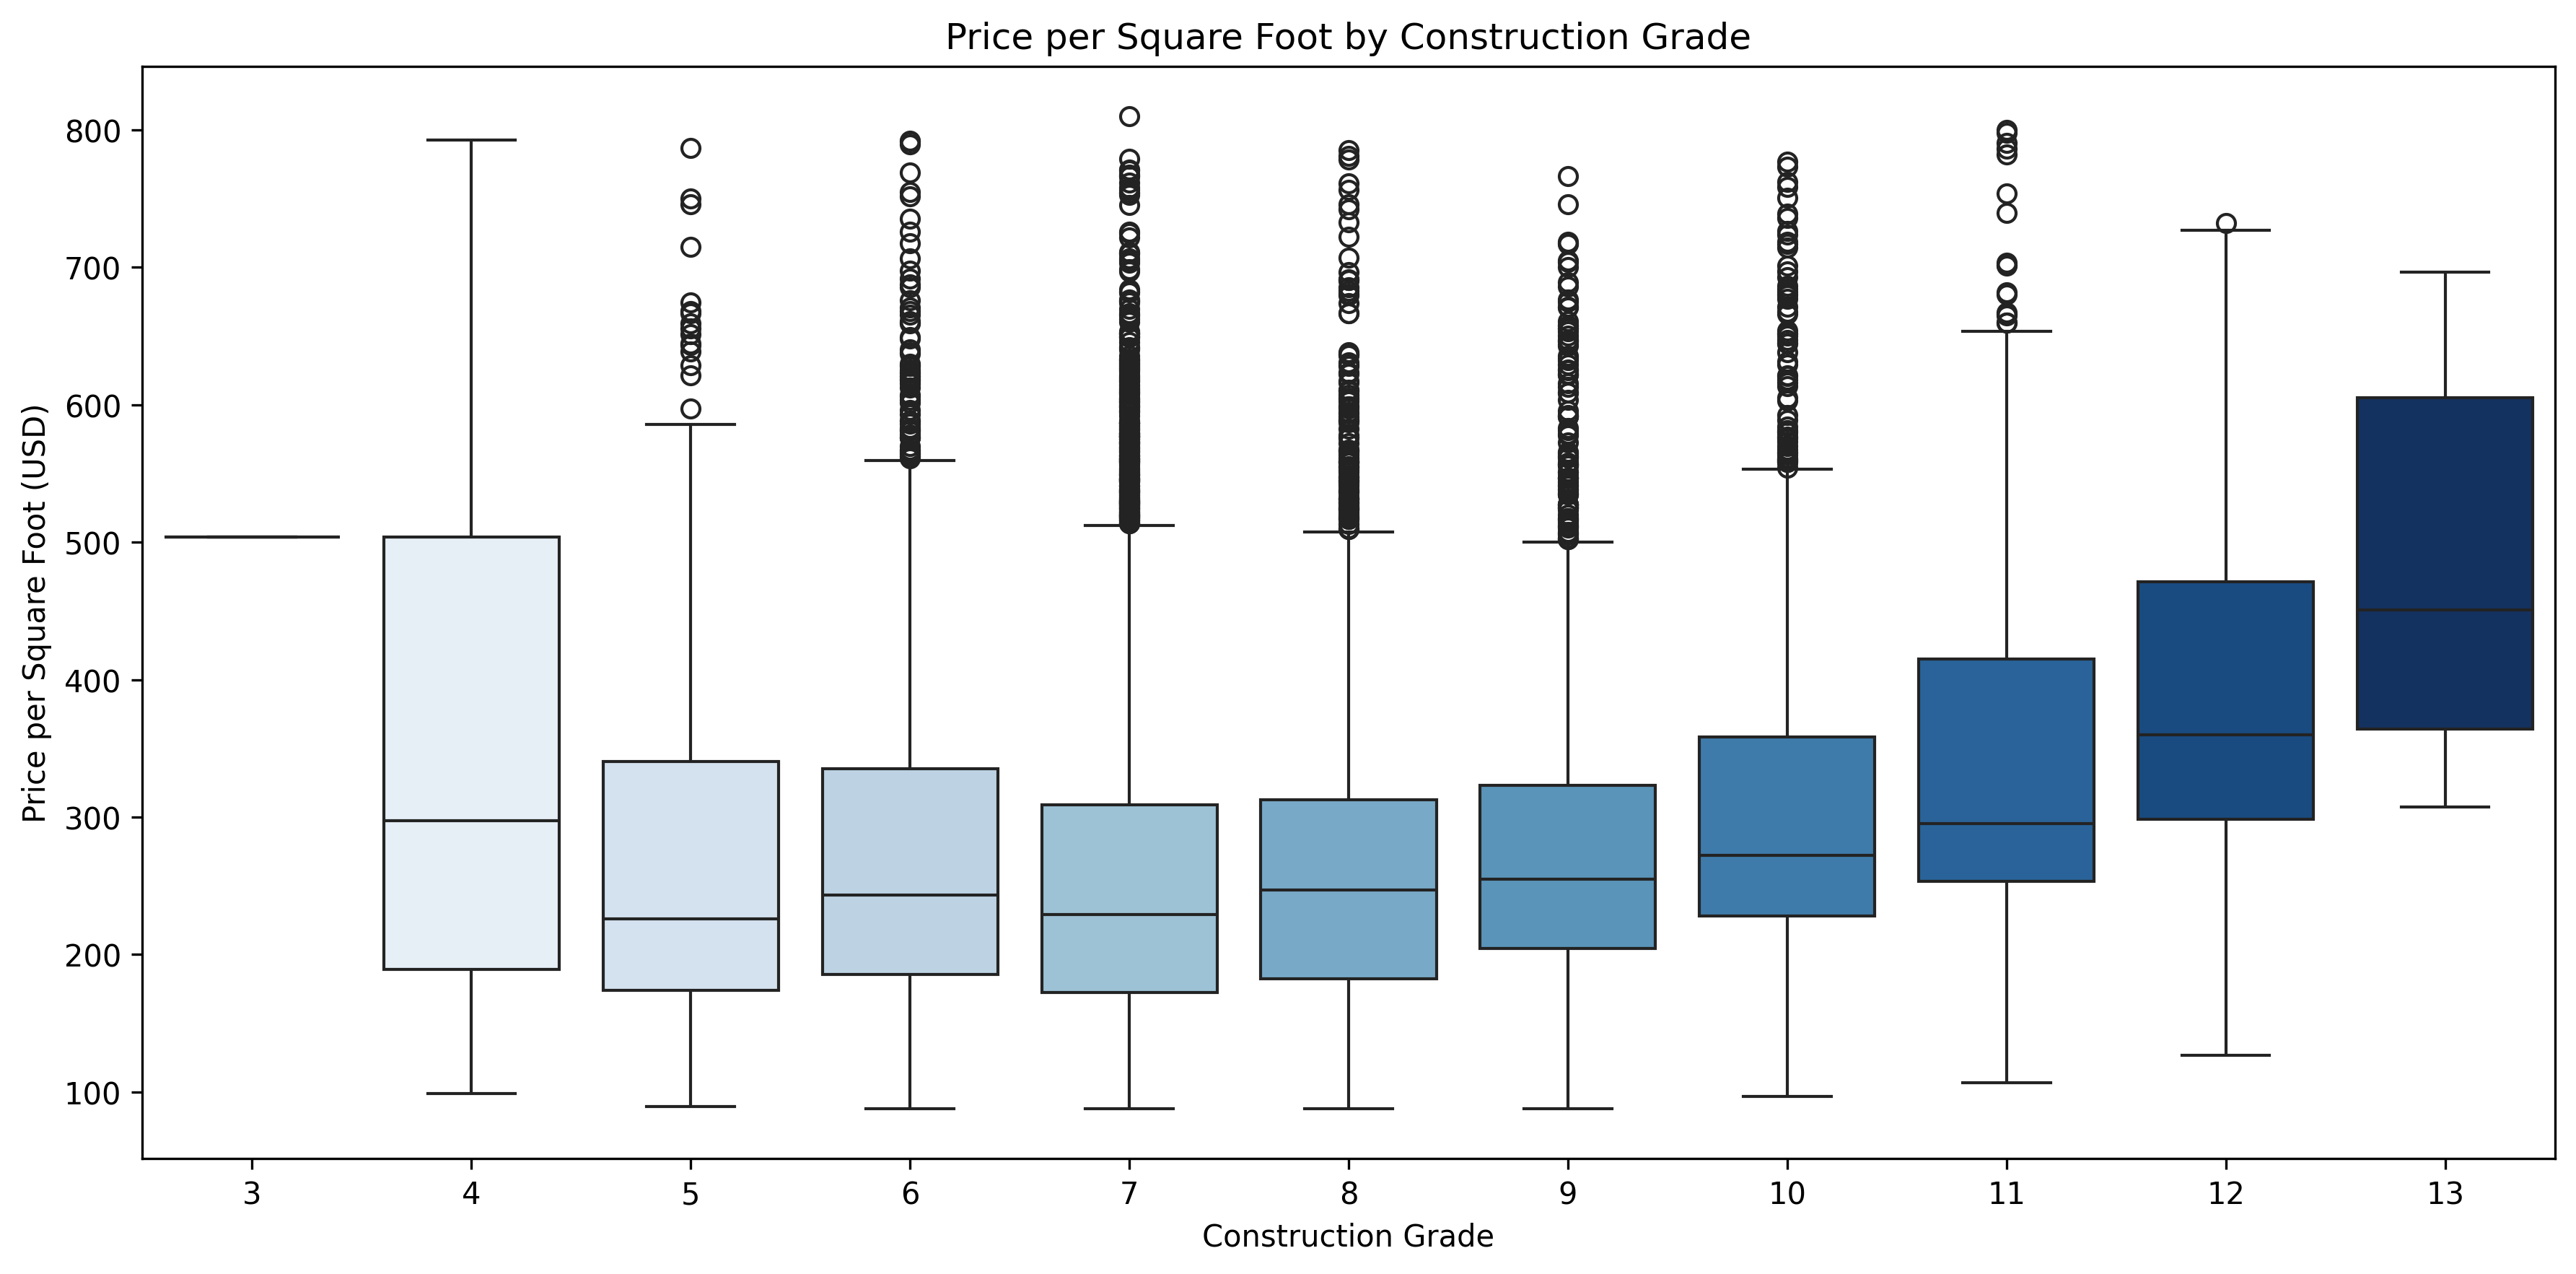 Price per Square Foot by Construction Grade
Price per Square Foot (USD)
800
700
600
500
400
300
200
100
3 4 5 6 7 8 9 10 11 12 13
Construction Grade